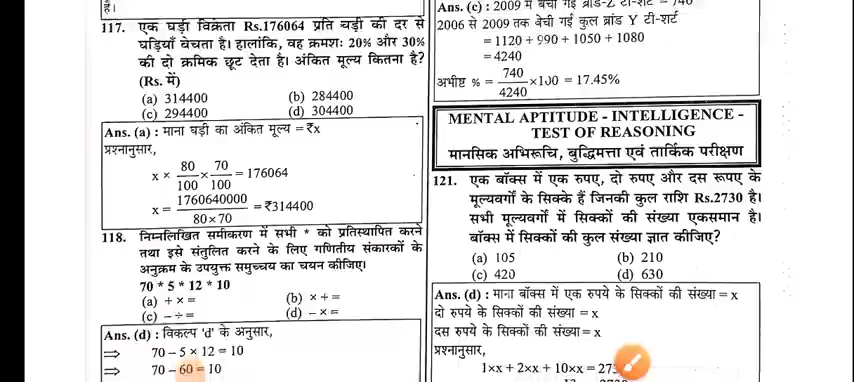 है।
117. एक घड़ी विक्रेता Rs.176064 प्रति घड़ी की दर से
घड़ियाँ बेचता है। हालांकि, वह क्रमशः 20% और 30%
की दो क्रमिक छूट देता है। अंकित मूल्य कितना है?
(Rs. में)
(a) 314400 (b) 284400
(c) 294400 (d) 304400
Ans. (a) : माना घड़ी का अंकित मूल्य = ₹x
प्रश्नानुसार,
x × 80/100 × 70/100 = 176064
x = 1760640000/80×70 = ₹314400
118. निम्नलिखित समीकरण में सभी * को प्रतिस्थापित करने
तथा इसे संतुलित करने के लिए गणितीय संकारकों के
अनुक्रम के उपयुक्त समुच्चय का चयन कीजिए।
70 * 5 * 12 * 10
(a) + × = (b) × ÷ =
(c) − ÷ = (d) − × =
Ans. (d) : विकल्प 'd' के अनुसार,
⇒ 70 – 5 × 12 = 10
⇒ 70 – 60 = 10
Ans. (c) : 2009 में बेची गई ब्रांड-Z टी-शर्ट = 740
2006 से 2009 तक बेची गई कुल ब्रांड Y टी-शर्ट
= 1120 + 990 + 1050 + 1080
= 4240
अभीष्ट % = 740/4240 ×100 = 17.45%
MENTAL APTITUDE - INTELLIGENCE -
TEST OF REASONING
मानसिक अभिरूचि, बुद्धिमत्ता एवं तार्किक परीक्षण
121. एक बॉक्स में एक रुपए, दो रुपए और दस रूपए के
मूल्यवर्गों के सिक्के हैं जिनकी कुल राशि Rs.2730 है।
सभी मूल्यवर्गो में सिक्कों की संख्या एकसमान है।
बॉक्स में सिक्कों की कुल संख्या ज्ञात कीजिए?
(a) 105 (b) 210
(c) 420 (d) 630
Ans. (d) : माना बॉक्स में एक रुपये के सिक्कों की संख्या = x
दो रुपये के सिक्कों की संख्या = x
दस रुपये के सिक्कों की संख्या = x
प्रश्नानुसार,
1×x + 2×x + 10×x = 273